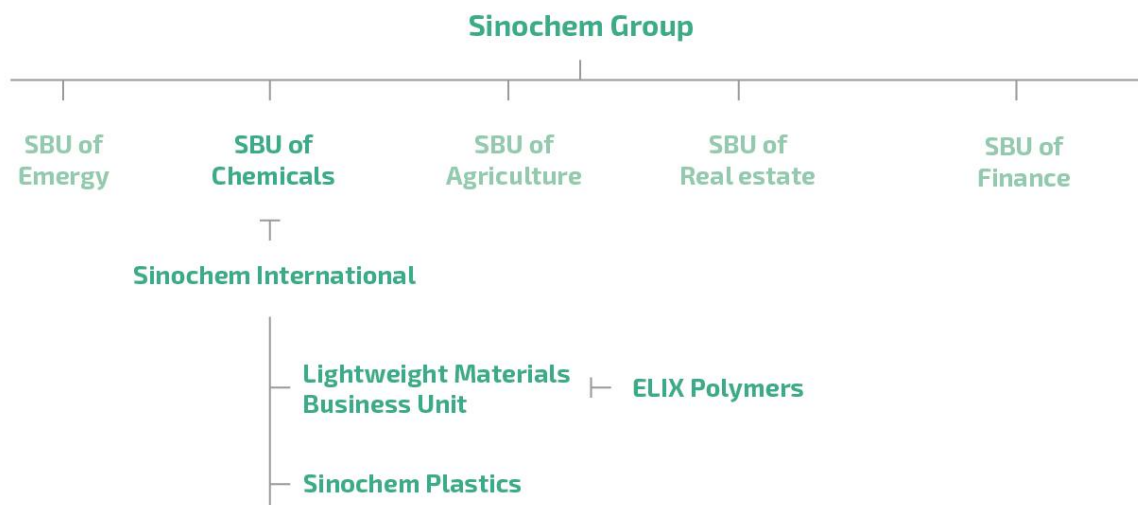 Sinochem Group
SBU of
Emergy
SBU of
Chemicals
SBU of
Agriculture
SBU of
Real estate
SBU of
Finance
Sinochem International
Lightweight Materials
Business Unit
ELIX Polymers
Sinochem Plastics